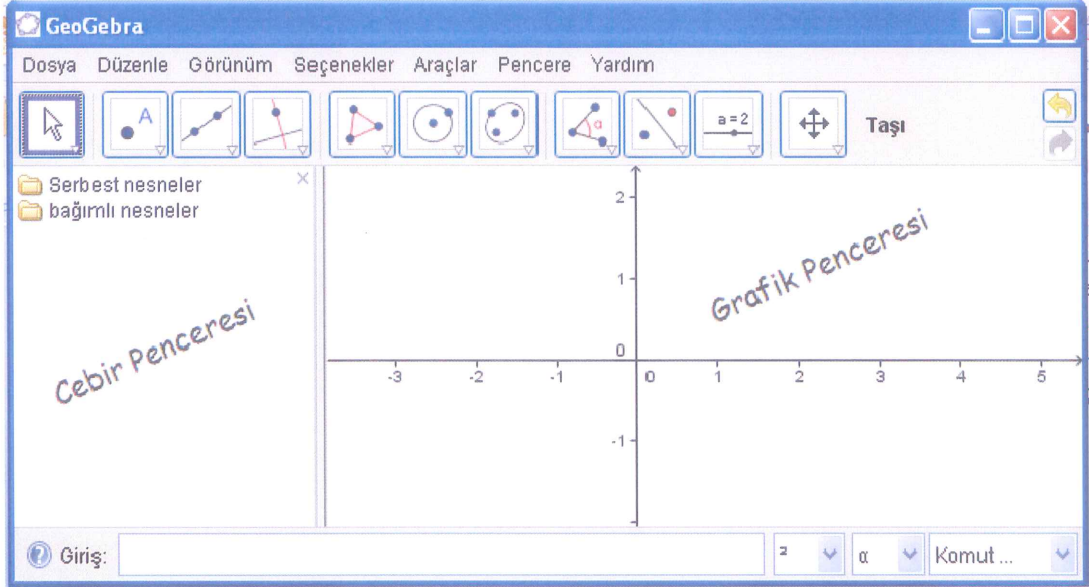 GeoGebra
Dosya Düzenle Görünüm Seçenekler Araçlar Pencere Yardım
A
α
a = 2
Taşı
Serbest nesneler
bağımlı nesneler
Cebir Penceresi
Grafik Penceresi
2
1
0
-3 -2 -1 0 1 2 3 4 5
-1
Giriş: ² α Komut ...